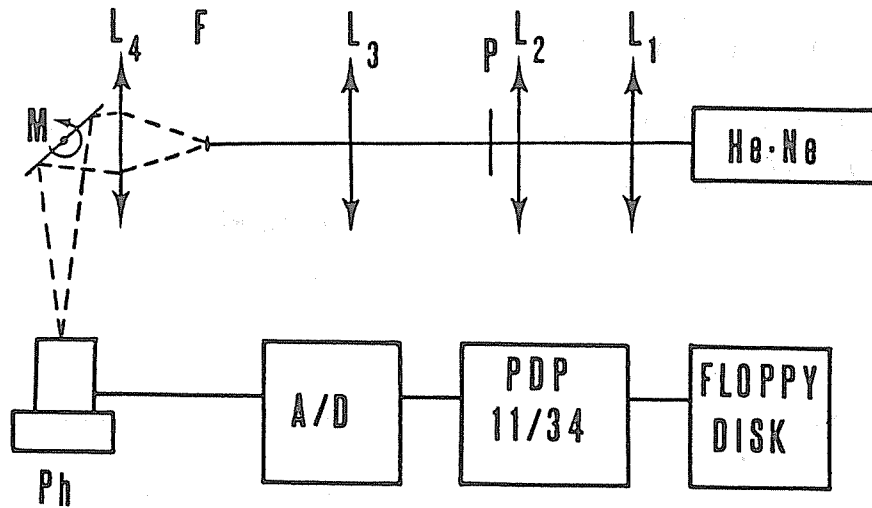 L4 F L3 P L2 L1
M
He·Ne
A/D
PDP
11/34
FLOPPY
DISK
Ph